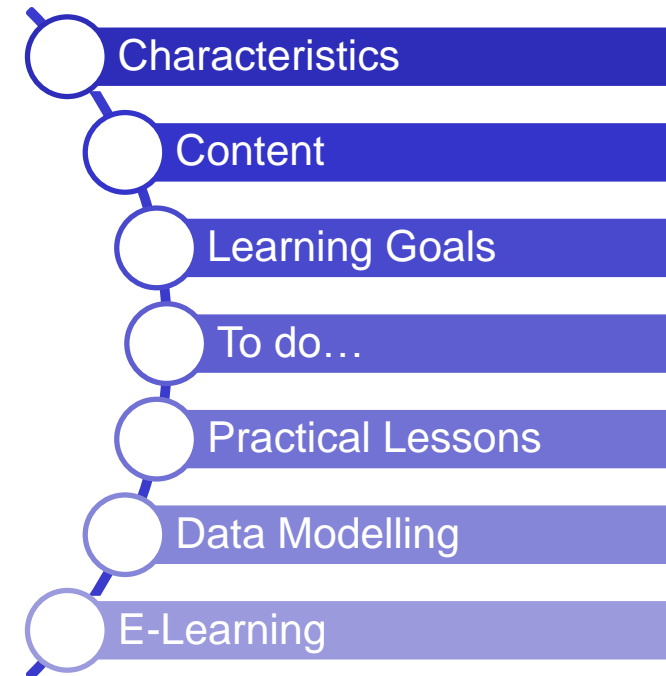 Characteristics
Content
Learning Goals
To do…
Practical Lessons
Data Modelling
E-Learning